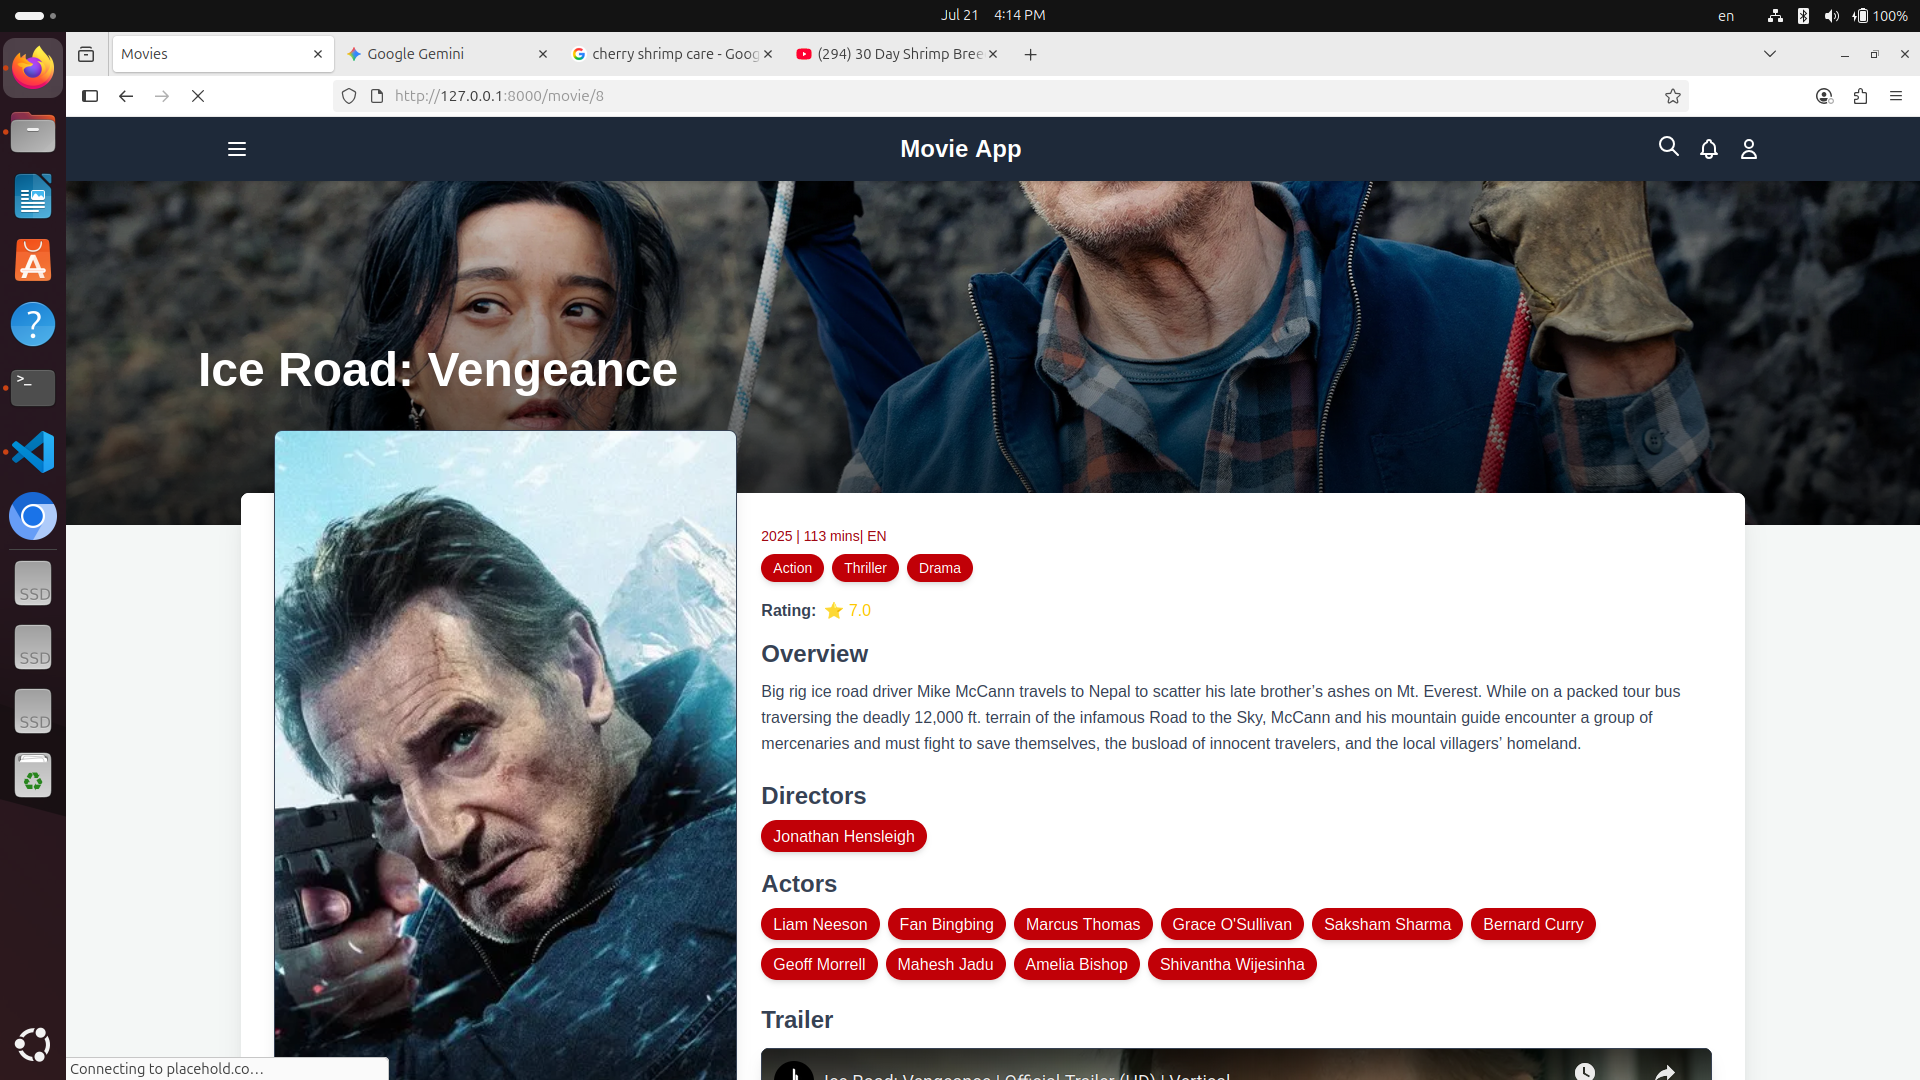 Jul 21 4:14 PM
en
100%
Movies
Google Gemini
cherry shrimp care - Goog
(294) 30 Day Shrimp Bree
http://127.0.0.1:8000/movie/8
Movie App
Ice Road: Vengeance
2025 | 113 mins| EN
Action
Thriller
Drama
Rating: ⭐ 7.0
Overview
Big rig ice road driver Mike McCann travels to Nepal to scatter his late brother’s ashes on Mt. Everest. While on a packed tour bus
traversing the deadly 12,000 ft. terrain of the infamous Road to the Sky, McCann and his mountain guide encounter a group of
mercenaries and must fight to save themselves, the busload of innocent travelers, and the local villagers’ homeland.
Directors
Jonathan Hensleigh
Actors
Liam Neeson
Fan Bingbing
Marcus Thomas
Grace O'Sullivan
Saksham Sharma
Bernard Curry
Geoff Morrell
Mahesh Jadu
Amelia Bishop
Shivantha Wijesinha
Trailer
Ice Road: Vengeance | Official Trailer (HD) | Vertical
SSD
SSD
SSD
Connecting to placehold.co…